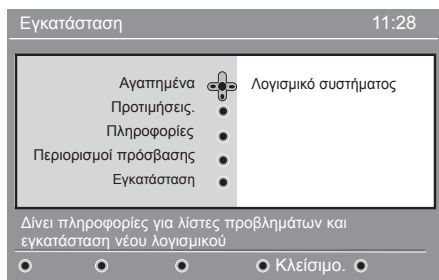 Εγκατάσταση 11:28
Αγαπημένα Λογισμικό συστήματος
Προτιμήσεις.
Πληροφορίες
Περιορισμοί πρόσβασης
Εγκατάσταση
Δίνει πληροφορίες για λίστες προβλημάτων και
εγκατάσταση νέου λογισμικού
Κλείσιμο.